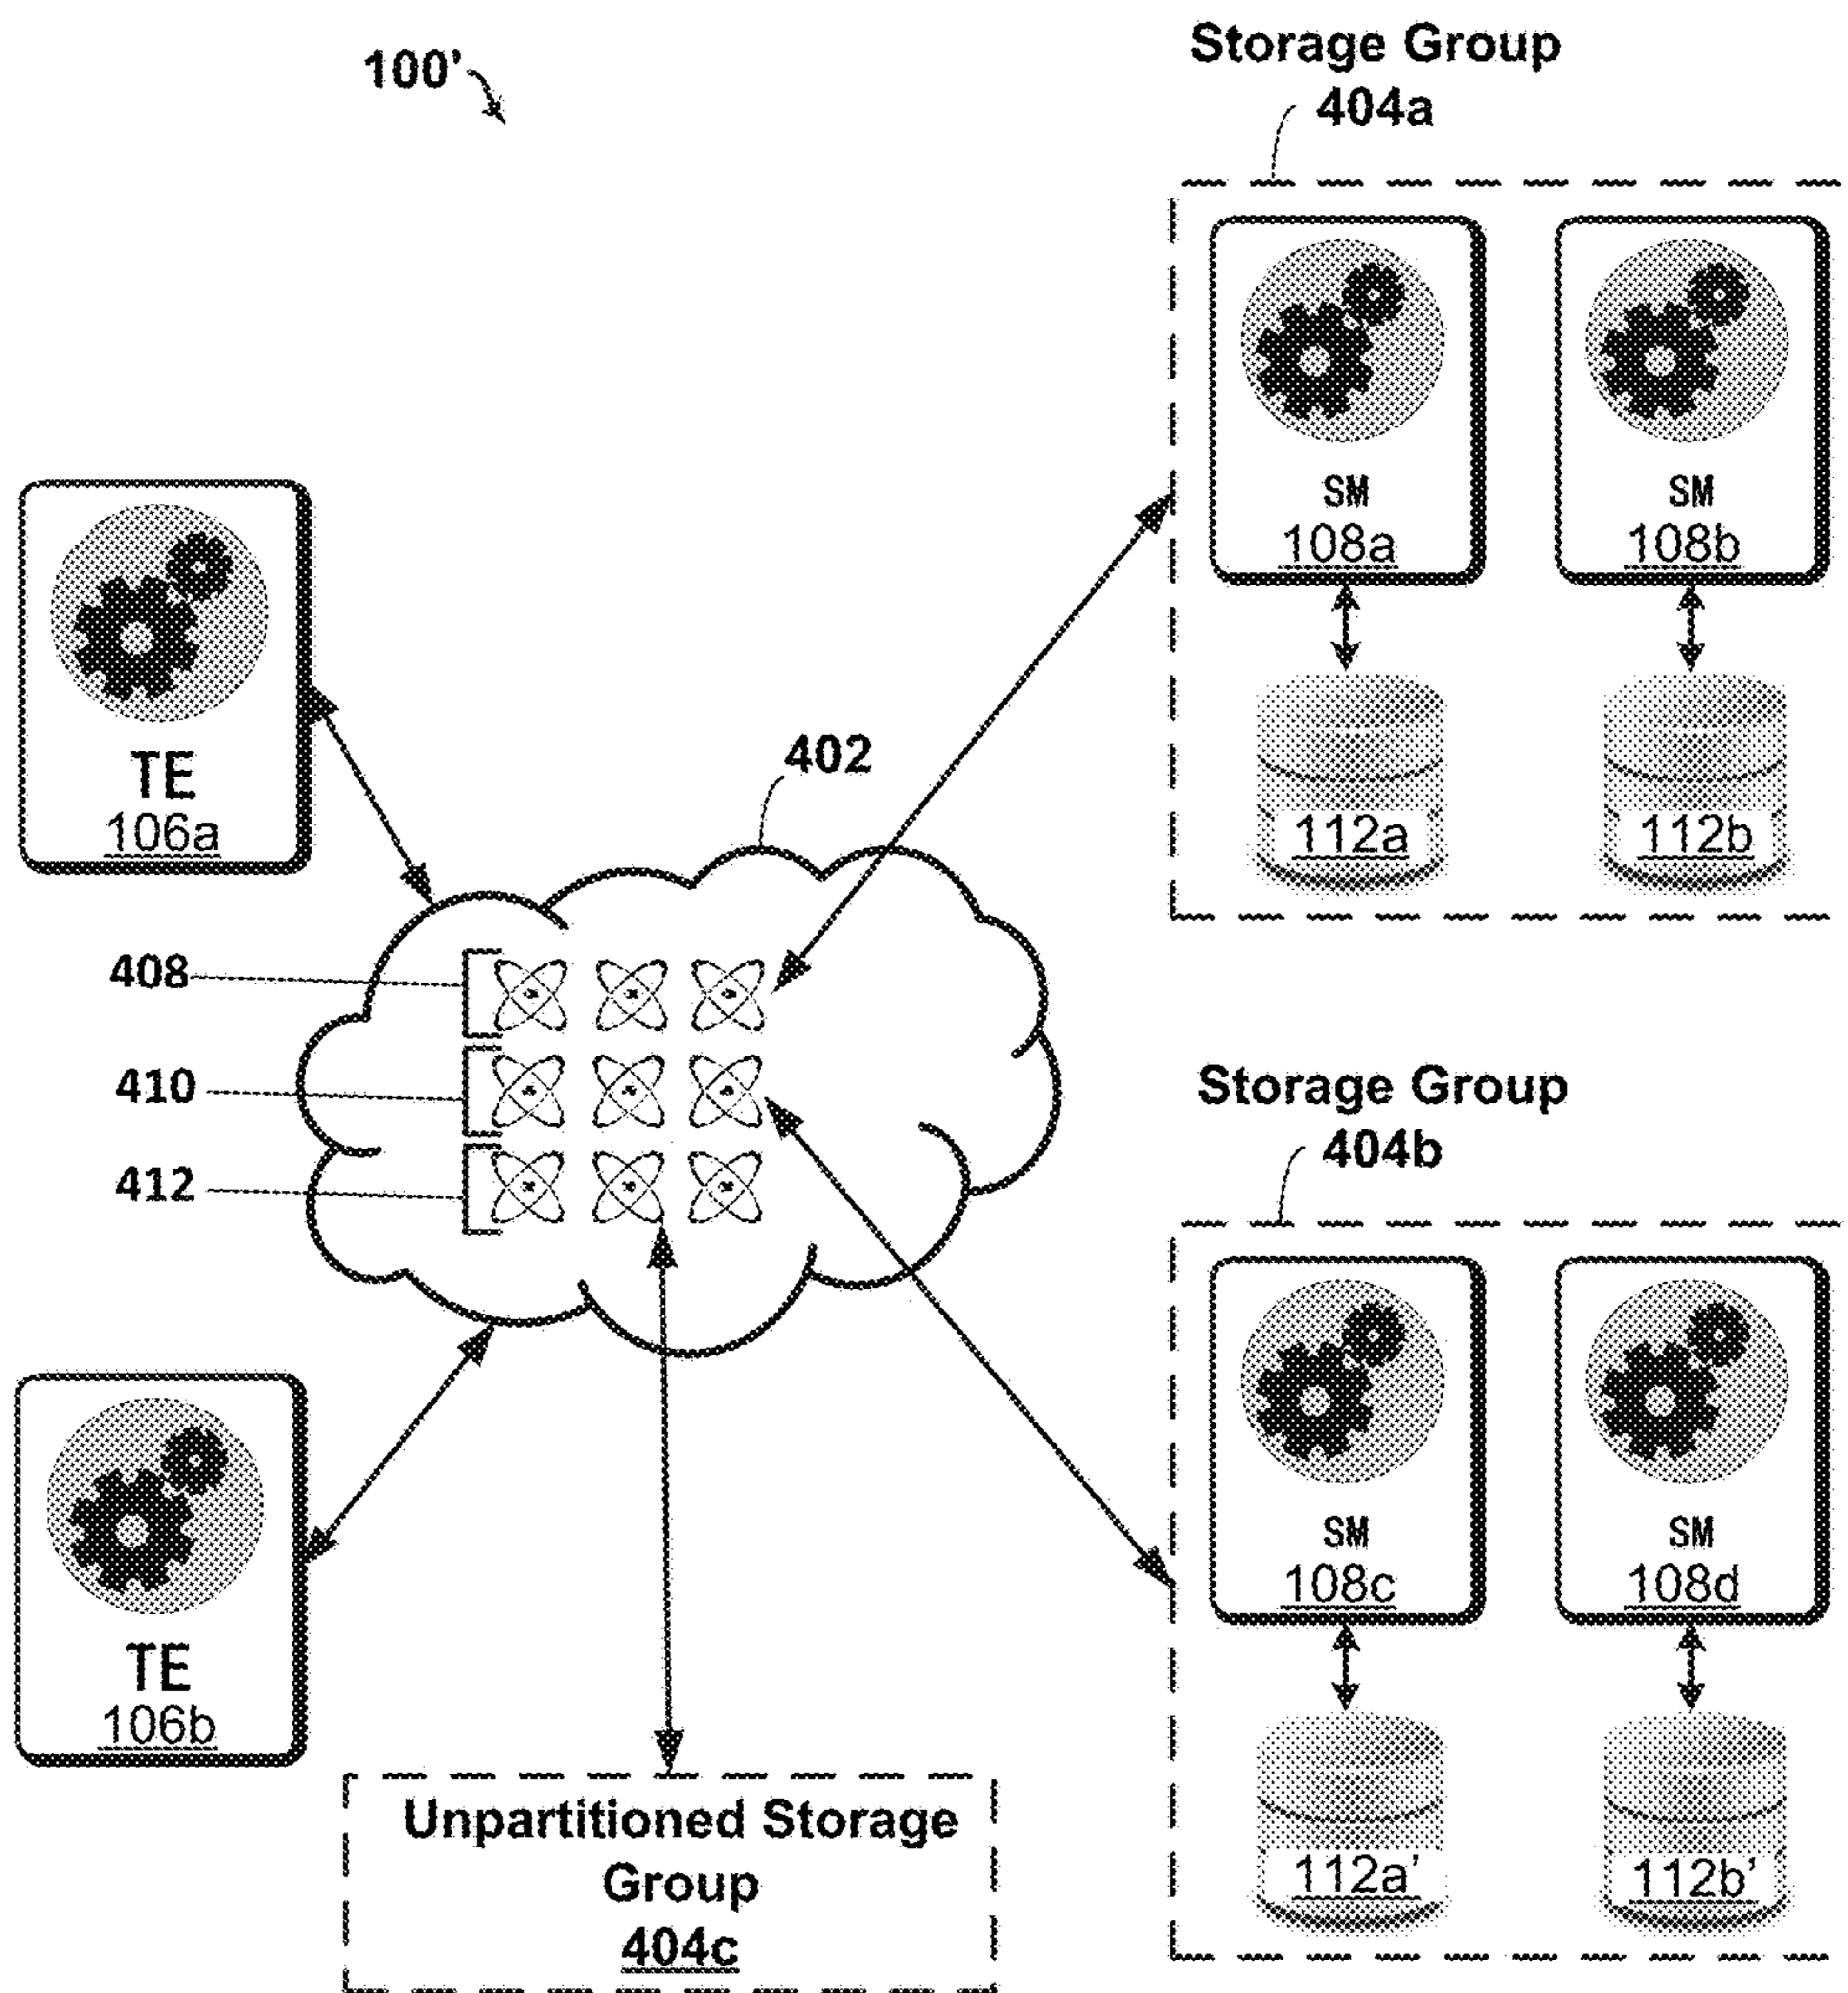 100'
Storage Group
404a
SM
108a
SM
108b
112a
112b
TE
106a
402
408
410
412
Storage Group
404b
SM
108c
SM
108d
112a'
112b'
TE
106b
Unpartitioned Storage
Group
404c